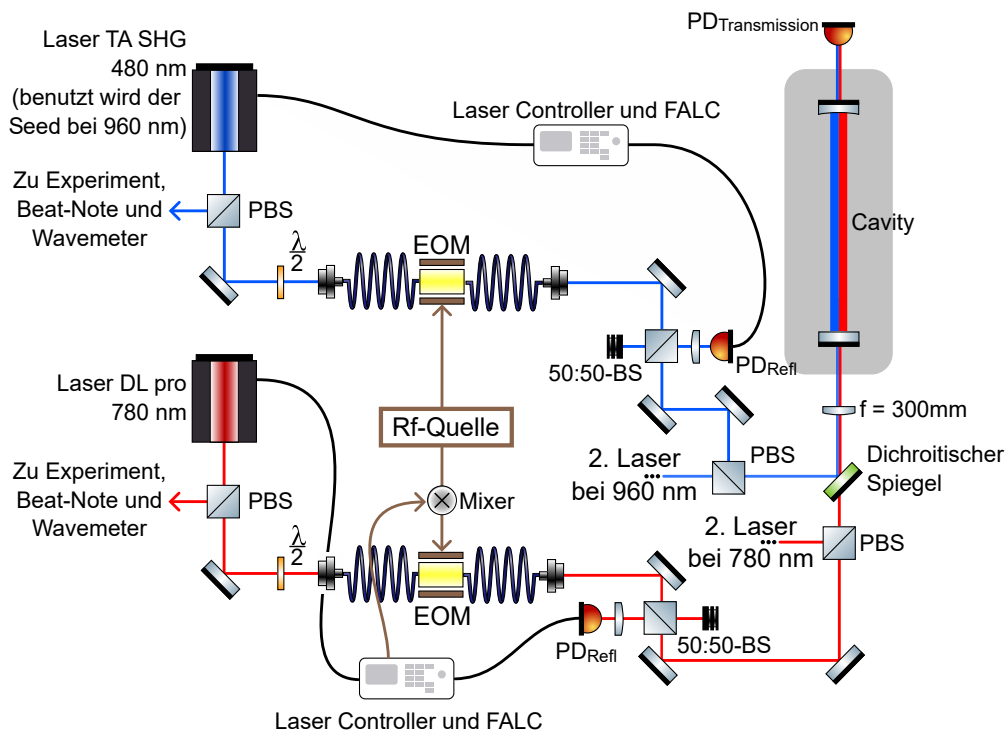 PDTransmission
Laser TA SHG
480 nm
(benutzt wird der
Seed bei 960 nm)
Laser Controller und FALC
Zu Experiment,
Beat-Note und
Wavemeter
PBS
λ/2
EOM
Cavity
50:50-BS
PDRefl
Laser DL pro
780 nm
f = 300mm
Rf-Quelle
2. Laser
bei 960 nm
PBS
Dichroitischer
Spiegel
Zu Experiment,
Beat-Note und
Wavemeter
PBS
Mixer
2. Laser
bei 780 nm
PBS
λ/2
EOM
PDRefl
50:50-BS
Laser Controller und FALC